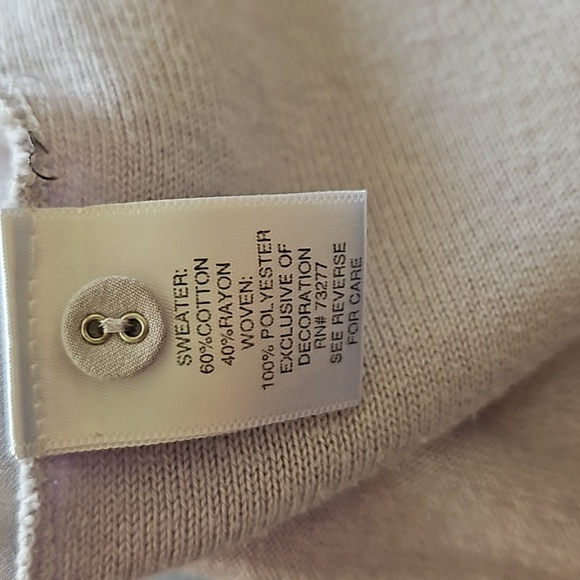 SWEATER:
60%COTTON
40%RAYON
WOVEN:
100% POLYESTER
EXCLUSIVE OF
DECORATION
RN# 73277
SEE REVERSE
FOR CARE